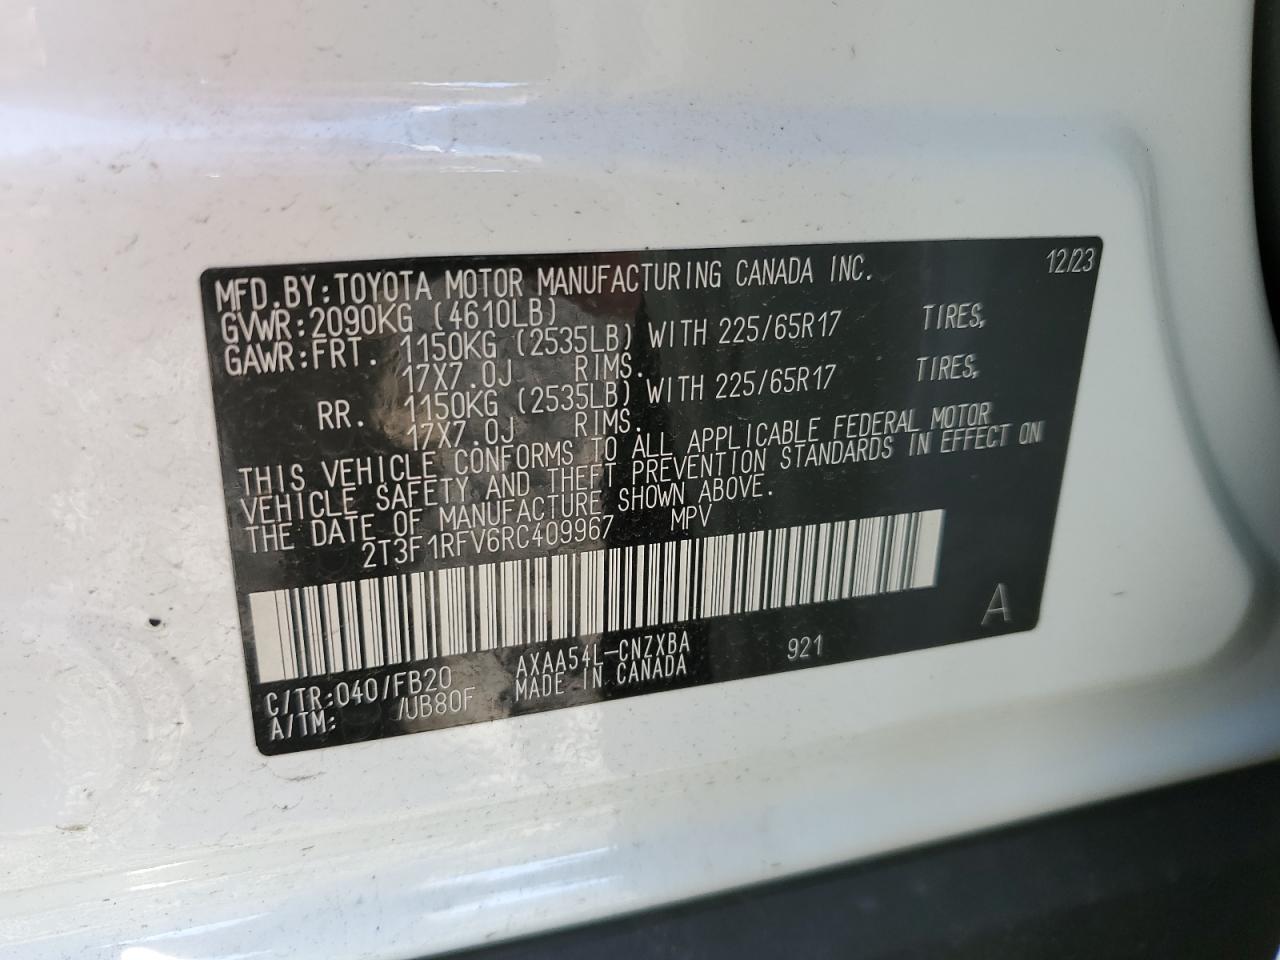 12/23
MFD.BY:TOYOTA MOTOR MANUFACTURING CANADA INC.
GVWR:2090KG (4610LB)
GAWR:FRT. 1150KG (2535LB) WITH 225/65R17 TIRES,
17X7.0J RIMS.
RR. 1150KG (2535LB) WITH 225/65R17 TIRES,
17X7.0J RIMS.
THIS VEHICLE CONFORMS TO ALL APPLICABLE FEDERAL MOTOR
VEHICLE SAFETY AND THEFT PREVENTION STANDARDS IN EFFECT ON
THE DATE OF MANUFACTURE SHOWN ABOVE.
2T3F1RFV6RC409967 MPV
A
C/TR:040/FB20 AXAA54L-CNZXBA 921
A/TM: /UB80F MADE IN CANADA